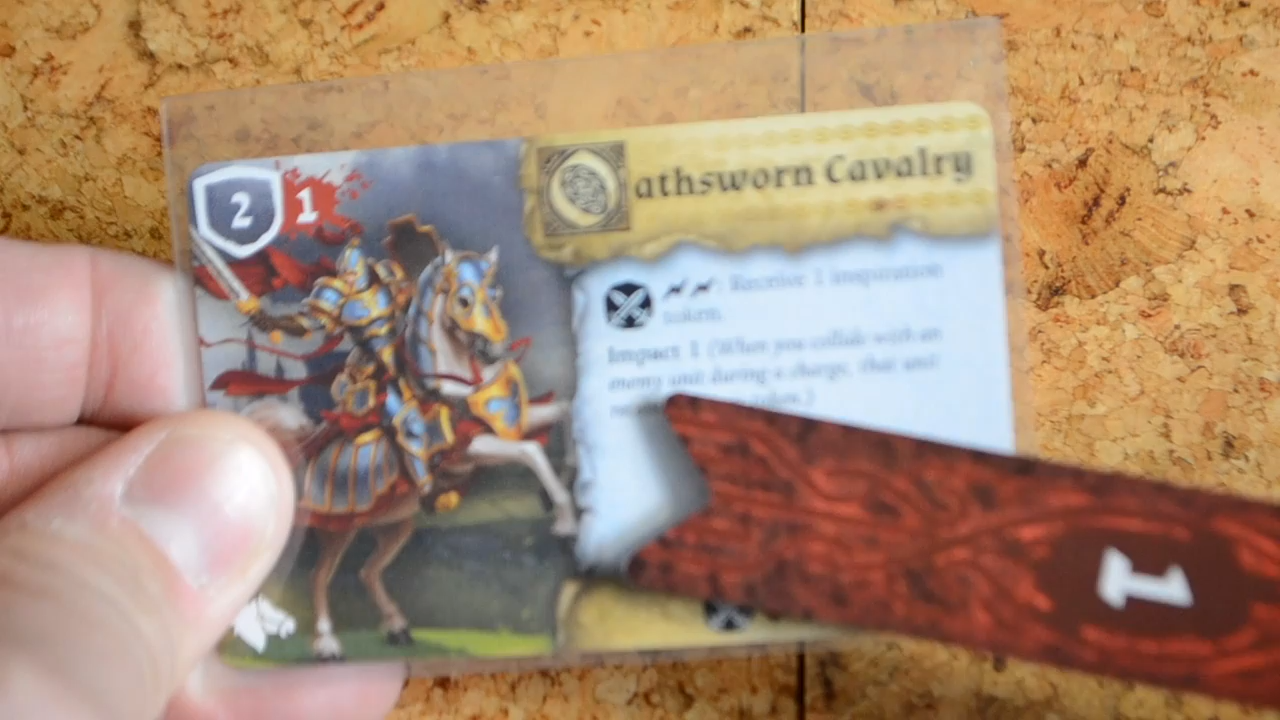 2 1
Oathsworn Cavalry
: Receive 1 inspiration
token.
Impact 1 (When you collide with an
enemy unit during a charge, that unit
1